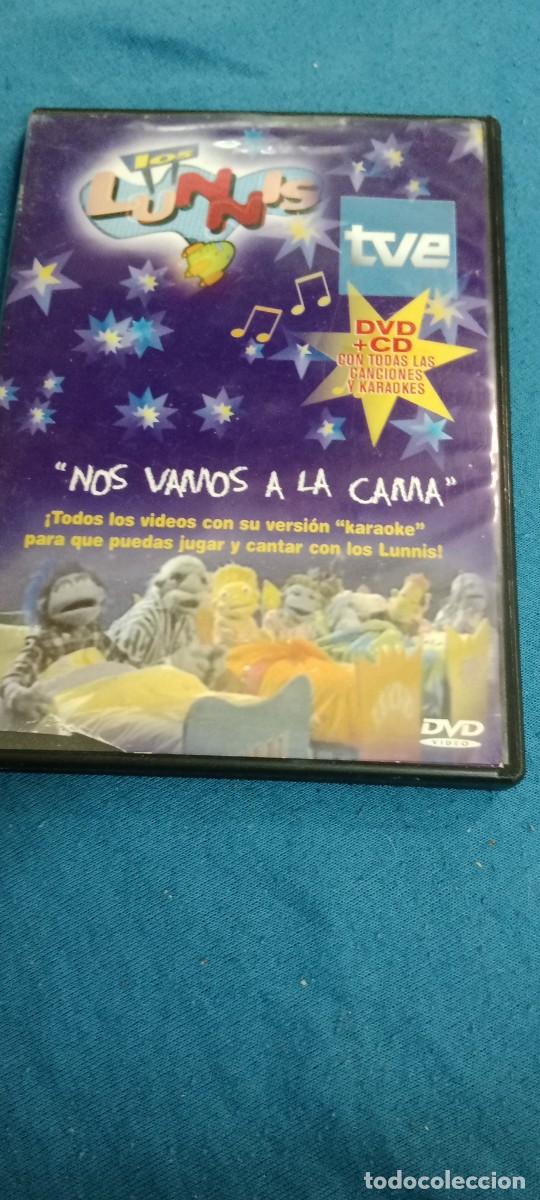 los
LUNNIS
tve
DVD
+CD
CON TODAS LAS
CANCIONES
Y KARAOKES
"NOS VAMOS A LA CAMA"
¡Todos los videos con su versión "karaoke"
para que puedas jugar y cantar con los Lunnis!
DVD
VIDEO
todocoleccion